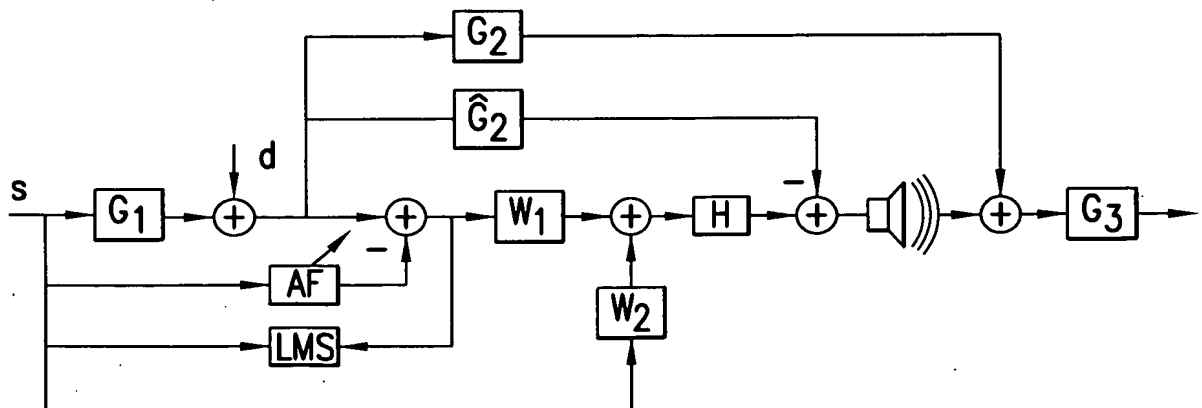 G2
Ĝ2
d
s
G1
+
+
W1
+
H
+
+
G3
−
−
AF
W2
LMS